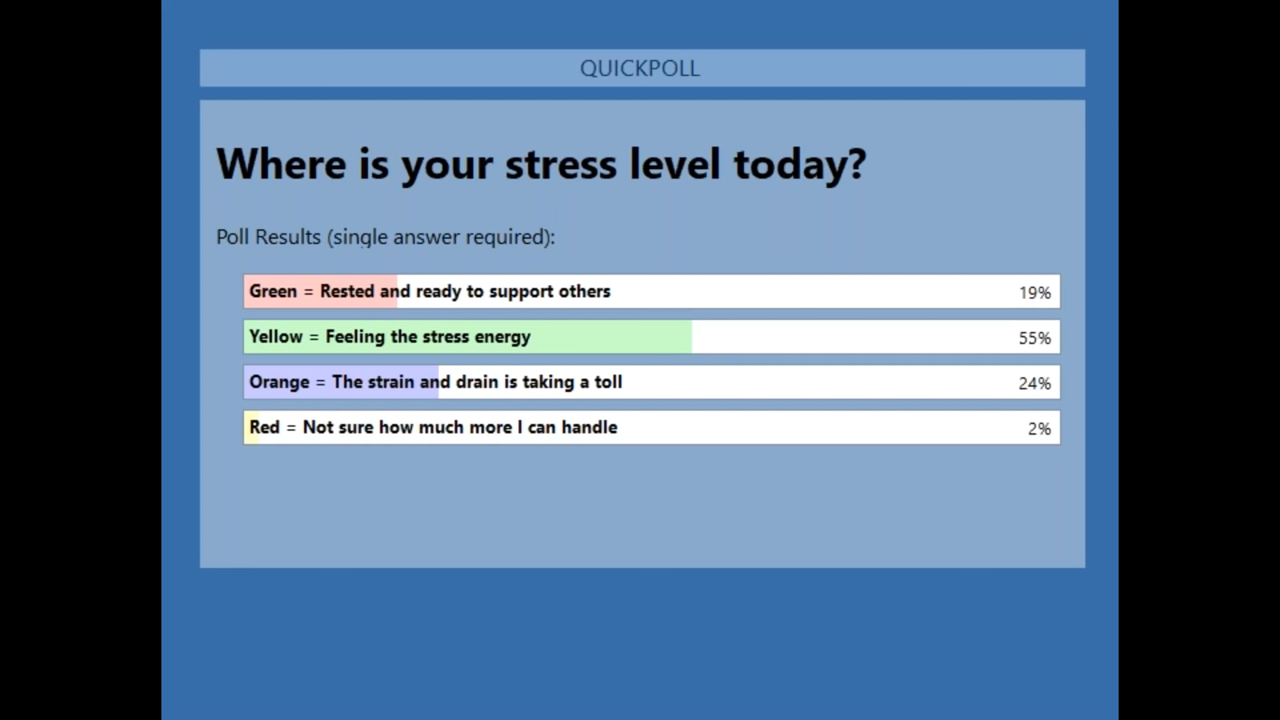 QUICKPOLL
Where is your stress level today?
Poll Results (single answer required):
Green = Rested and ready to support others 19%
Yellow = Feeling the stress energy 55%
Orange = The strain and drain is taking a toll 24%
Red = Not sure how much more I can handle 2%